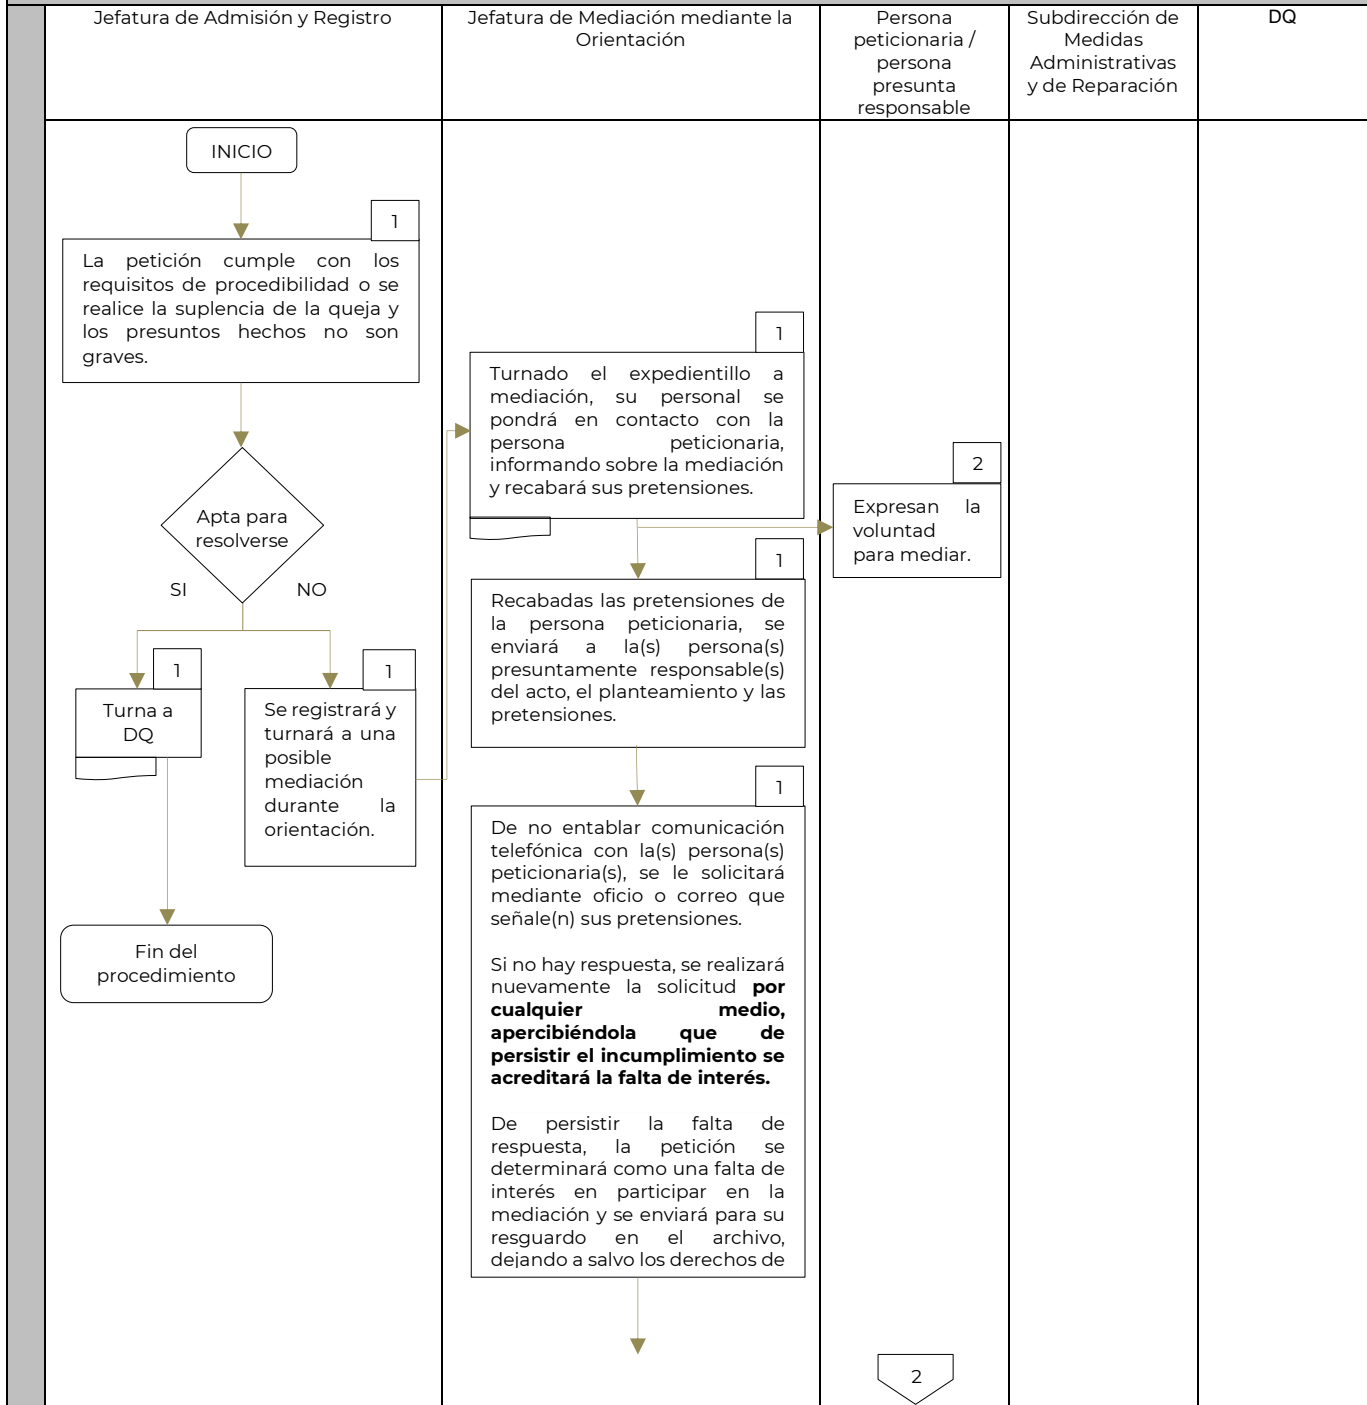 Jefatura de Admisión y Registro
Jefatura de Mediación mediante la
Orientación
Persona
peticionaria /
persona
presunta
responsable
Subdirección de
Medidas
Administrativas
y de Reparación
DQ
INICIO
1
La petición cumple con los
requisitos de procedibilidad o se
realice la suplencia de la queja y
los presuntos hechos no son
graves.
Apta para
resolverse
SI
NO
1
Turna a
DQ
1
Se registrará y
turnará a una
posible
mediación
durante la
orientación.
Fin del
procedimiento
1
Turnado el expedientillo a
mediación, su personal se
pondrá en contacto con la
persona peticionaria,
informando sobre la mediación
y recabará sus pretensiones.
2
Expresan la
voluntad
para mediar.
1
Recabadas las pretensiones de
la persona peticionaria, se
enviará a la(s) persona(s)
presuntamente responsable(s)
del acto, el planteamiento y las
pretensiones.
1
De no entablar comunicación
telefónica con la(s) persona(s)
peticionaria(s), se le solicitará
mediante oficio o correo que
señale(n) sus pretensiones.
Si no hay respuesta, se realizará
nuevamente la solicitud por
cualquier medio,
apercibiéndola que de
persistir el incumplimiento se
acreditará la falta de interés.
De persistir la falta de
respuesta, la petición se
determinará como una falta de
interés en participar en la
mediación y se enviará para su
resguardo en el archivo,
dejando a salvo los derechos de
2